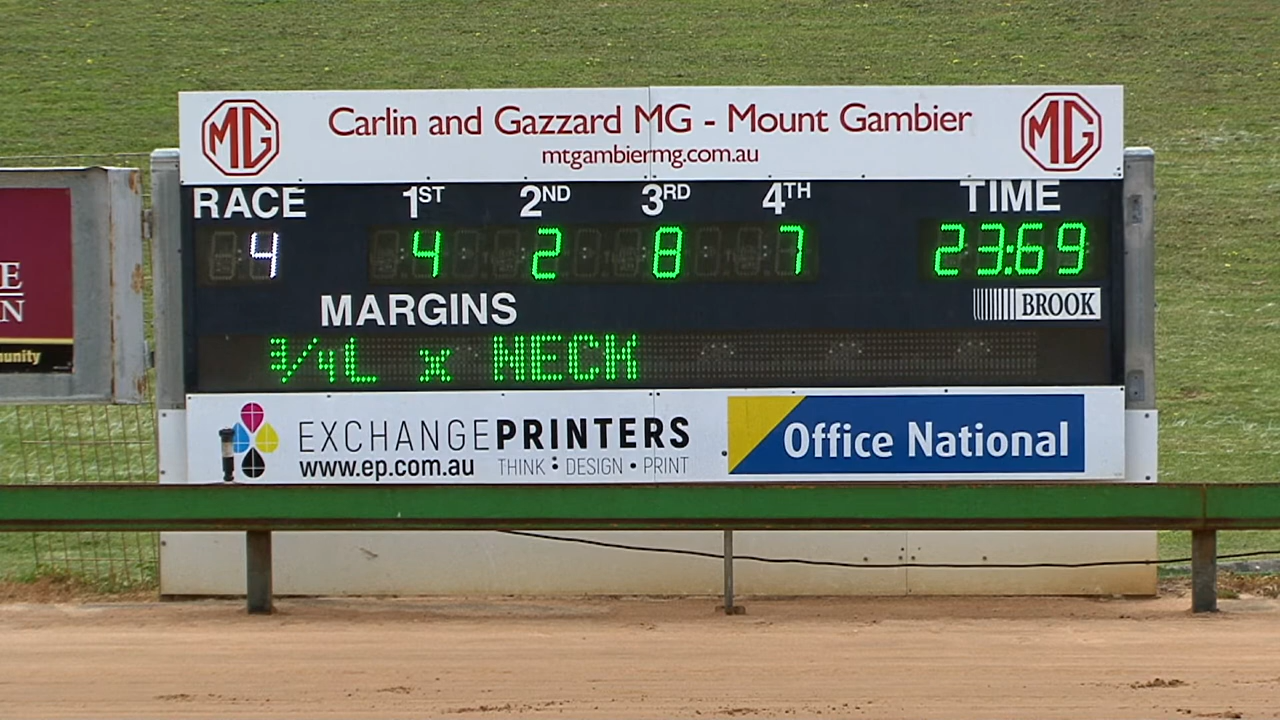 MG Carlin and Gazzard MG - Mount Gambier MG
mtgambiermg.com.au
RACE 1ST 2ND 3RD 4TH TIME
4 4 2 8 7 23:69
MARGINS
BROOK
3/4L x NECK
EXCHANGEPRINTERS
www.ep.com.au THINK : DESIGN • PRINT
Office National